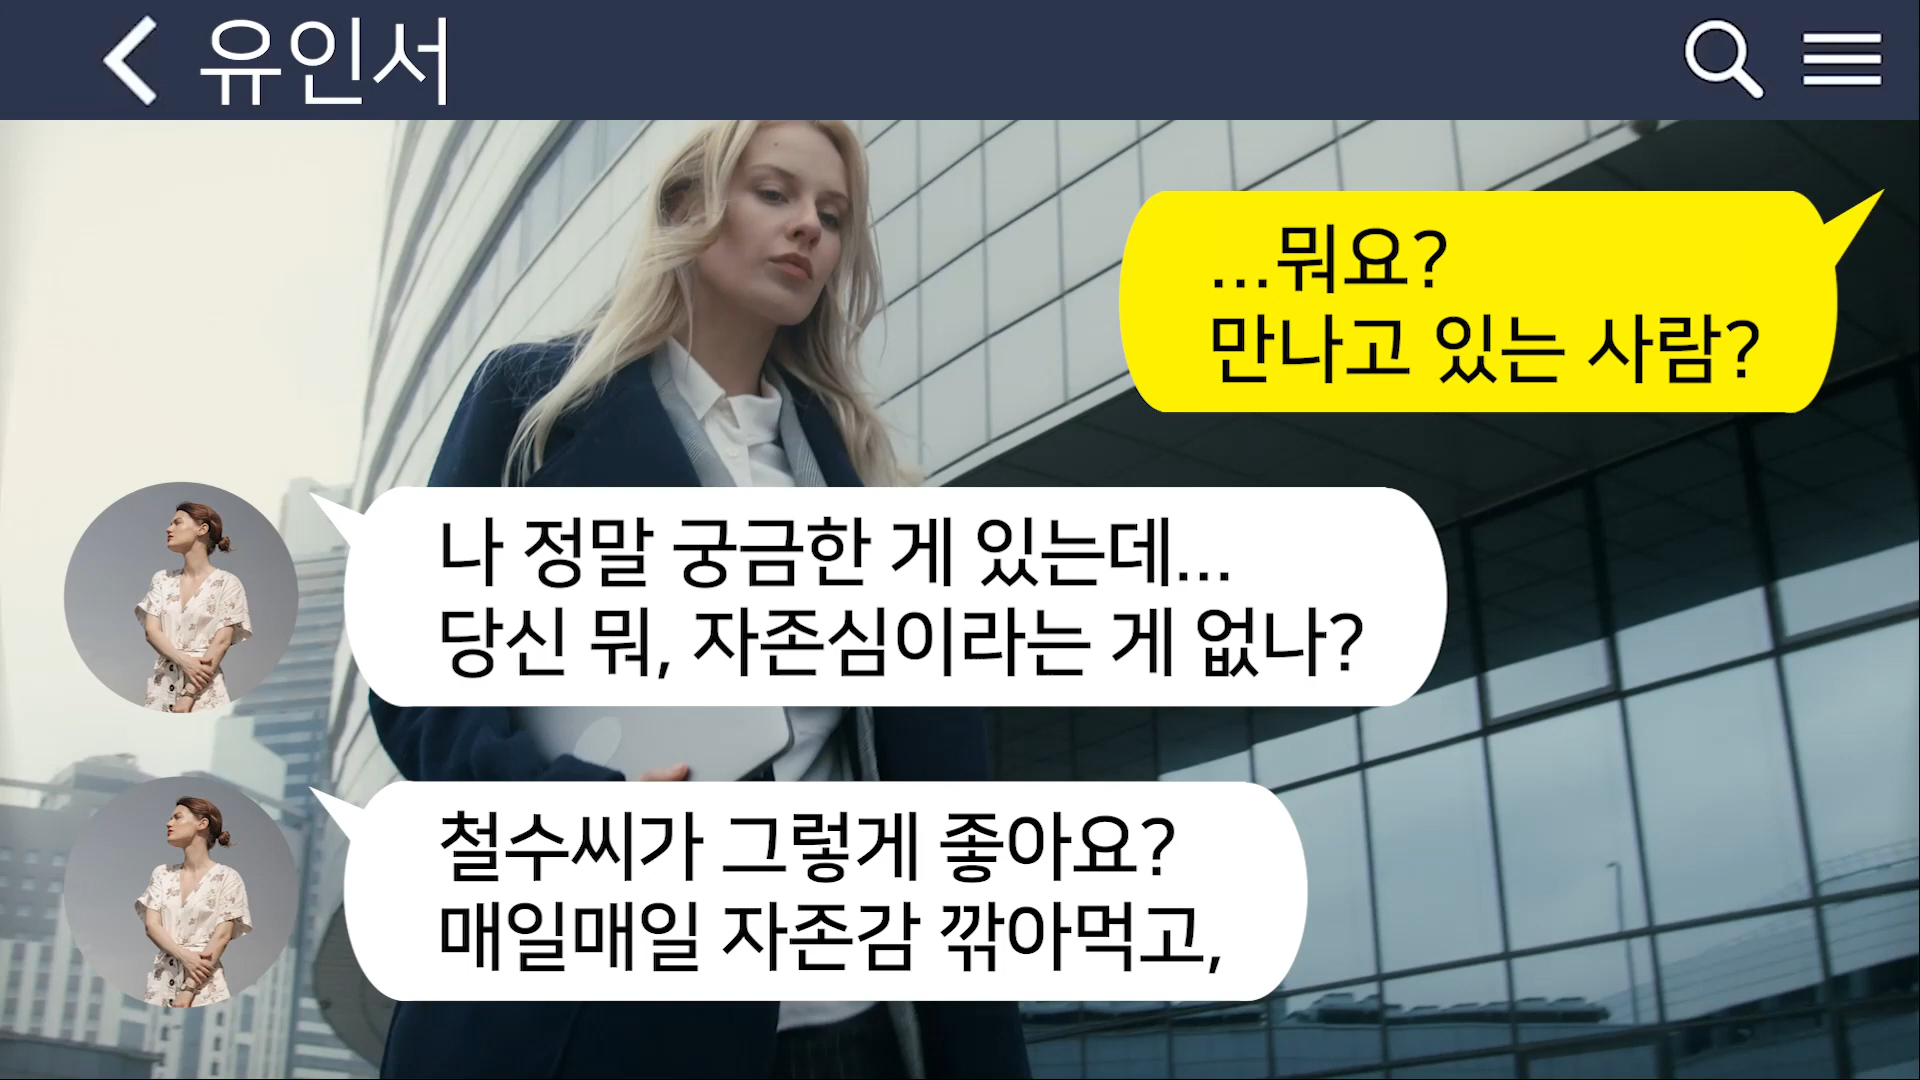 유인서
...뭐요?
만나고 있는 사람?
나 정말 궁금한 게 있는데...
당신 뭐, 자존심이라는 게 없나?
철수씨가 그렇게 좋아요?
매일매일 자존감 깎아먹고,